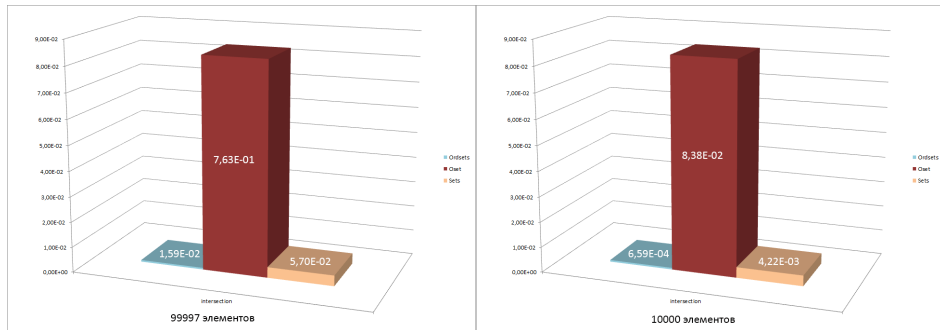 9,00E-02
8,00E-02
7,00E-02
6,00E-02
5,00E-02
4,00E-02
3,00E-02
2,00E-02
1,00E-02
0,00E+00
1,59E-02
7,63E-01
5,70E-02
intersection
Ordsets
Oset
Sets
99997 элементов
9,00E-02
8,00E-02
7,00E-02
6,00E-02
5,00E-02
4,00E-02
3,00E-02
2,00E-02
1,00E-02
0,00E+00
6,59E-04
8,38E-02
4,22E-03
intersection
Ordsets
Oset
Sets
10000 элементов